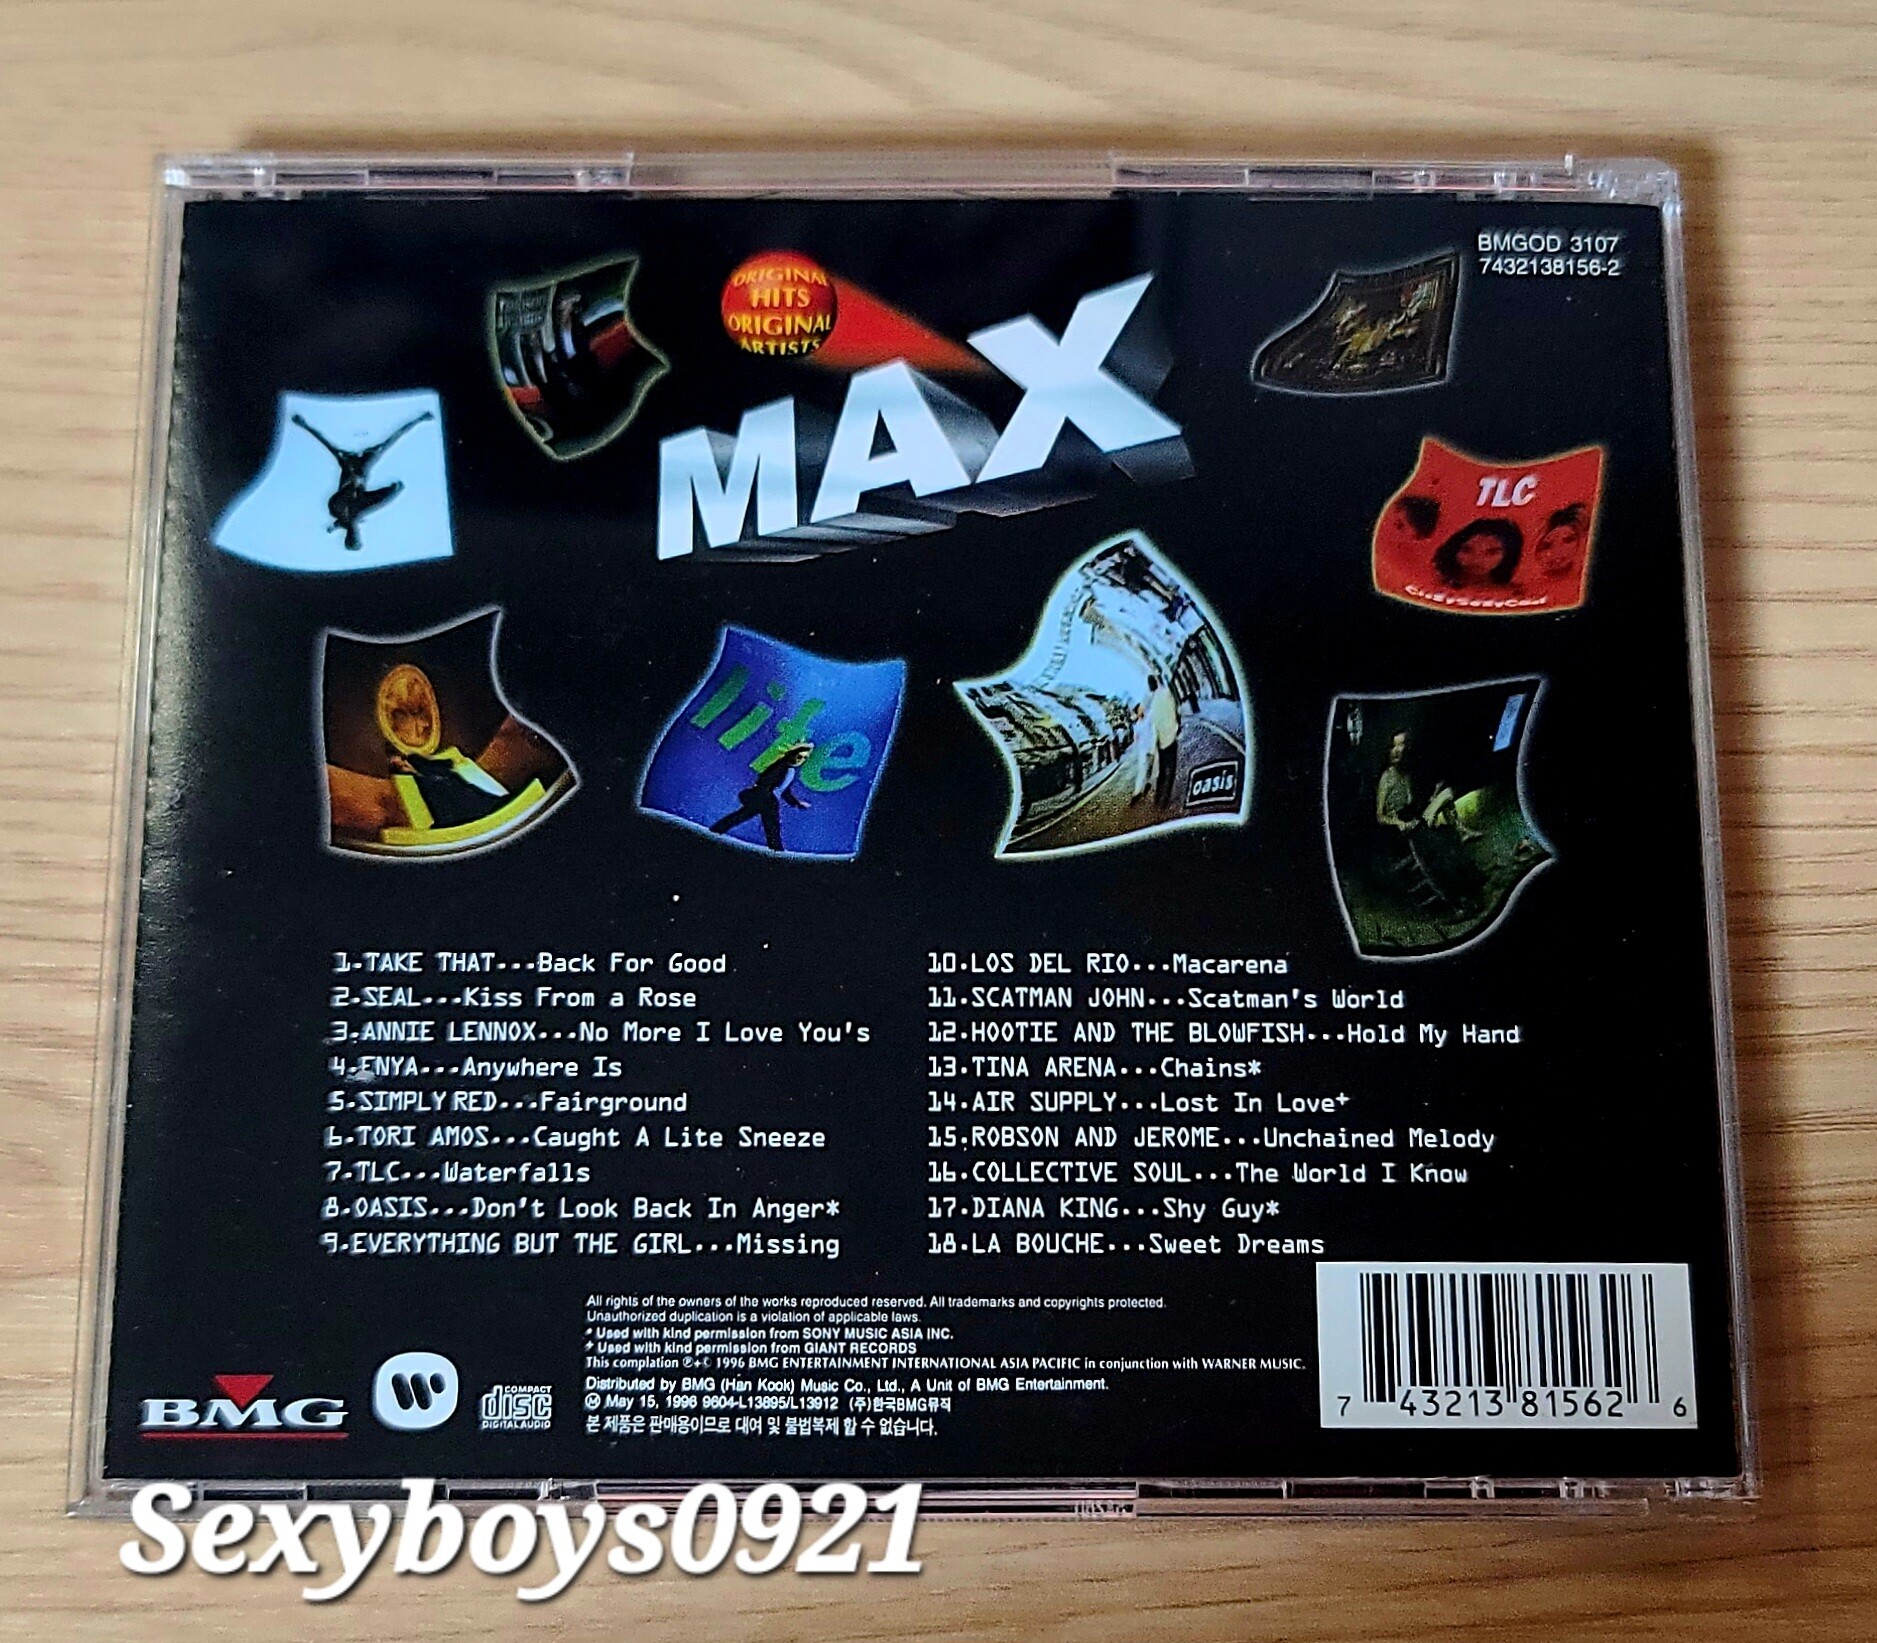 BMGOD 3107
7432138156-2
ORIGINAL
HITS
ORIGINAL
ARTISTS
MAX
TLC
CrazySexyCool
life
oasis
1.TAKE THAT...Back For Good
2.SEAL...Kiss From a Rose
3.ANNIE LENNOX...No More I Love You's
4.ENYA...Anywhere Is
5.SIMPLY RED...Fairground
6.TORI AMOS...Caught A Lite Sneeze
7.TLC...Waterfalls
8.OASIS...Don't Look Back In Anger*
9.EVERYTHING BUT THE GIRL...Missing
10.LOS DEL RIO...Macarena
11.SCATMAN JOHN...Scatman's World
12.HOOTIE AND THE BLOWFISH...Hold My Hand
13.TINA ARENA...Chains*
14.AIR SUPPLY...Lost In Love+
15.ROBSON AND JEROME...Unchained Melody
16.COLLECTIVE SOUL...The World I Know
17.DIANA KING...Shy Guy*
18.LA BOUCHE...Sweet Dreams
All rights of the owners of the works reproduced reserved. All trademarks and copyrights protected.
Unauthorized duplication is a violation of applicable laws.
* Used with kind permission from SONY MUSIC ASIA INC.
+ Used with kind permission from GIANT RECORDS
This complation ℗+© 1996 BMG ENTERTAINMENT INTERNATIONAL ASIA PACIFIC in conjunction with WARNER MUSIC.
Distributed by BMG (Han Kook) Music Co., Ltd., A Unit of BMG Entertainment.
Ⓜ May 15, 1996 9604-L13895/L13912 (주)한국BMG뮤직
본 제품은 판매용이므로 대여 및 불법복제 할 수 없습니다.
BMG
COMPACT
disc
DIGITAL AUDIO
7 43213 81562 6
Sexyboys0921